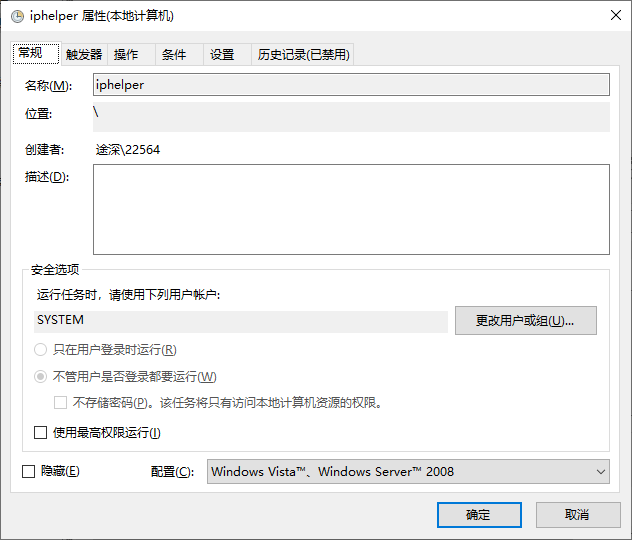 iphelper 属性(本地计算机)
常规 触发器 操作 条件 设置 历史记录(已禁用)
名称(M): iphelper
位置: \
创建者: 途深\22564
描述(D):
安全选项
运行任务时，请使用下列用户帐户:
SYSTEM 更改用户或组(U)...
只在用户登录时运行(R)
不管用户是否登录都要运行(W)
不存储密码(P)。该任务将只有访问本地计算机资源的权限。
使用最高权限运行(I)
隐藏(E) 配置(C): Windows Vista™、Windows Server™ 2008
确定 取消